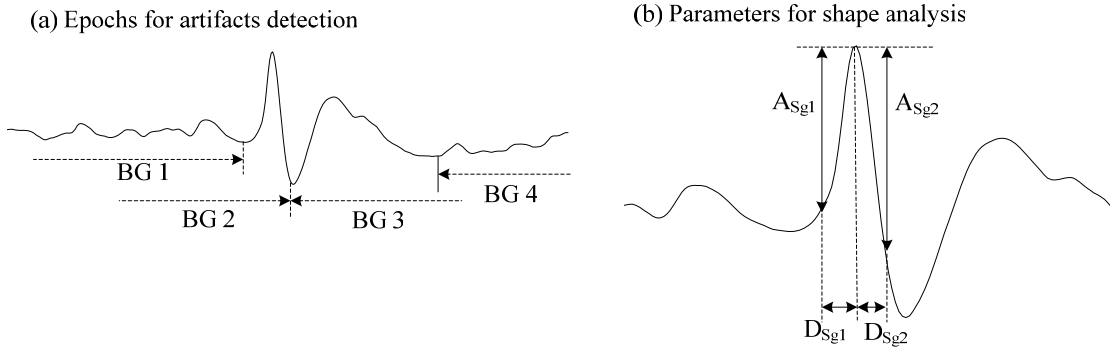 (a) Epochs for artifacts detection
BG 1
BG 2
BG 3
BG 4
(b) Parameters for shape analysis
ASg1
ASg2
DSg1
DSg2